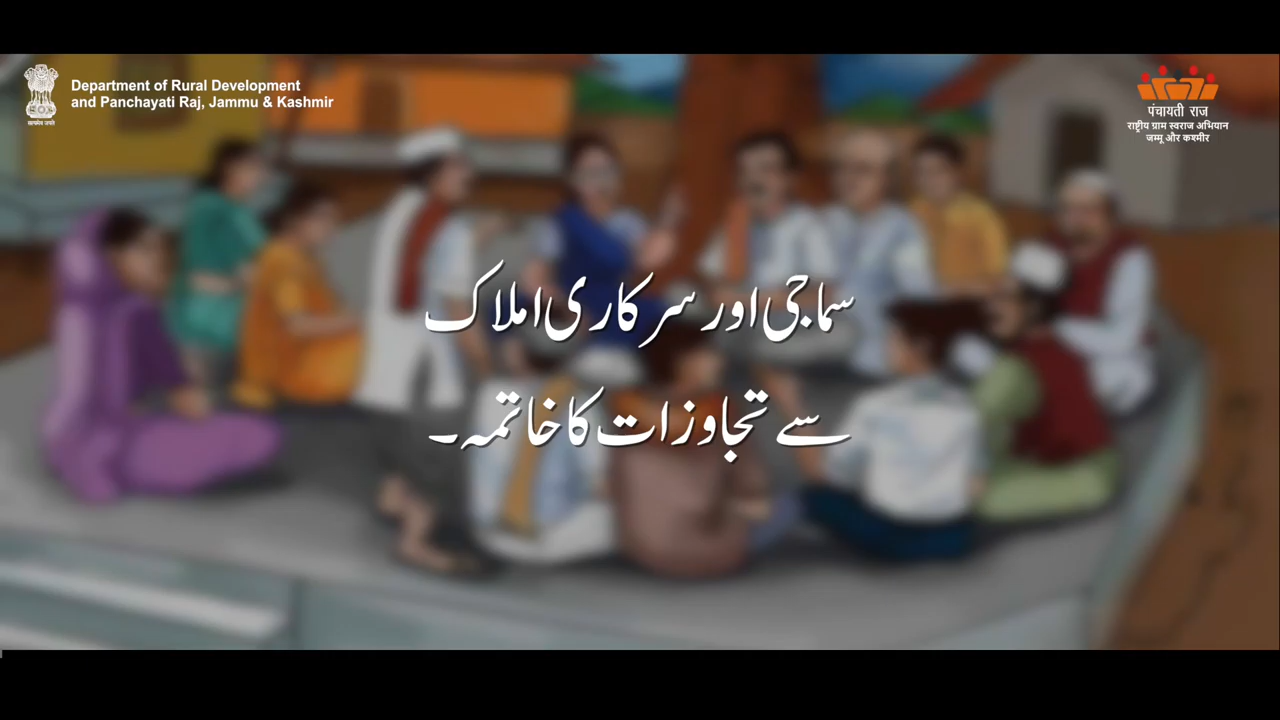 Department of Rural Development
and Panchayati Raj, Jammu & Kashmir
पंचायती राज
राष्ट्रीय ग्राम स्वराज अभियान
जम्मू और कश्मीर
سماجی اور سرکاری املاک
سے تجاوزات کا خاتمہ۔